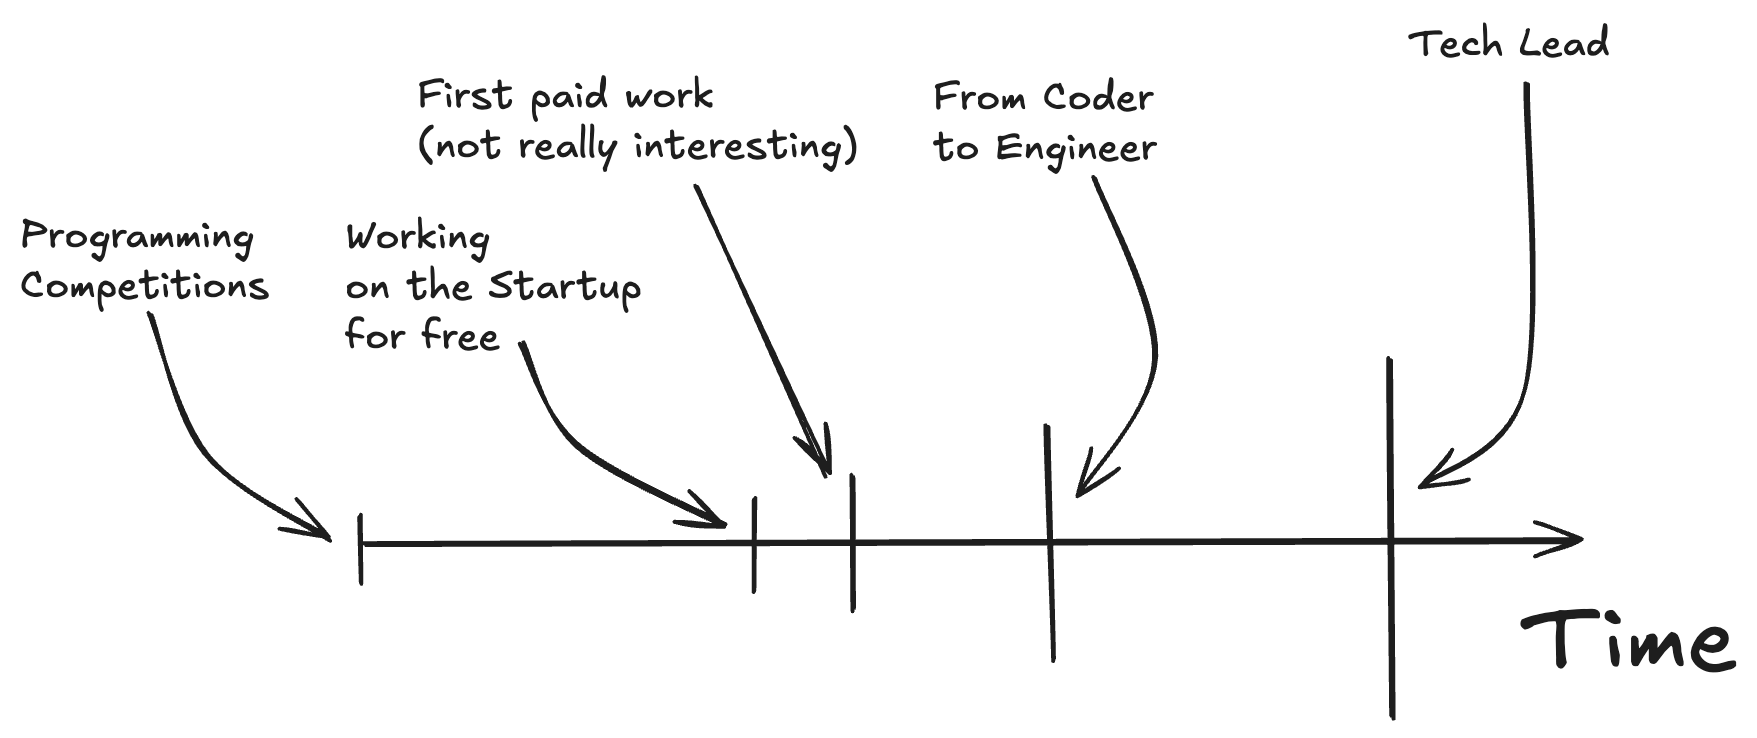 Tech Lead
First paid work
(not really interesting)
From Coder
to Engineer
Programming
Competitions
Working
on the Startup
for free
Time